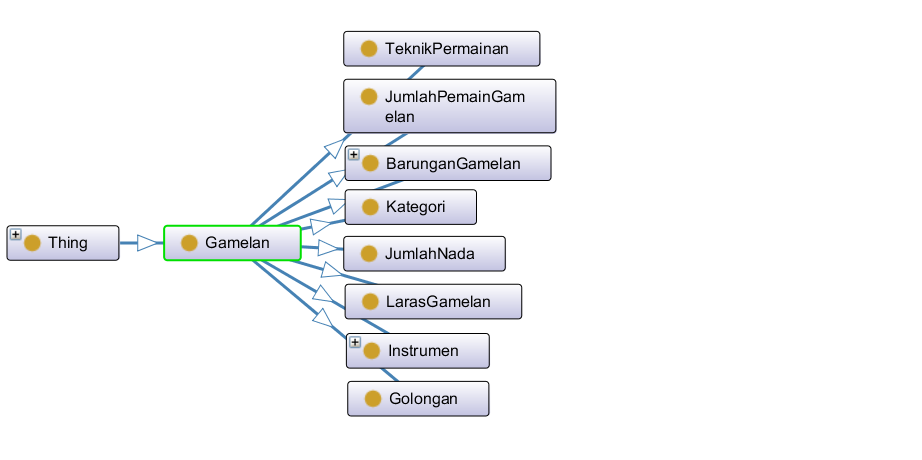 TeknikPermainan
JumlahPemainGam
elan
BarunganGamelan
Kategori
Thing
Gamelan
JumlahNada
LarasGamelan
Instrumen
Golongan